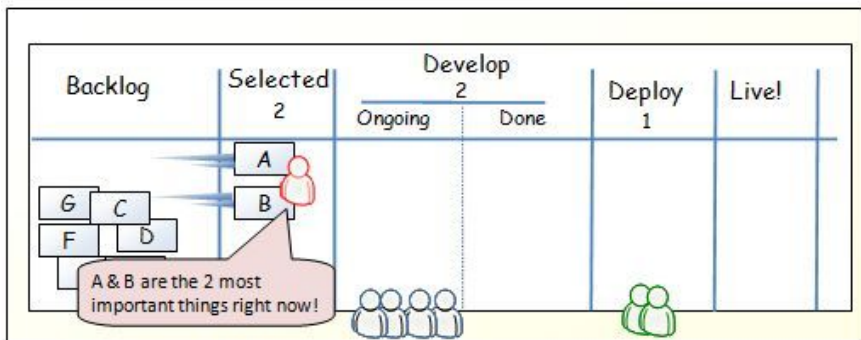 Backlog
Selected
2
Develop
2
Ongoing
Done
Deploy
1
Live!
A
B
G
C
F
D
A & B are the 2 most
important things right now!